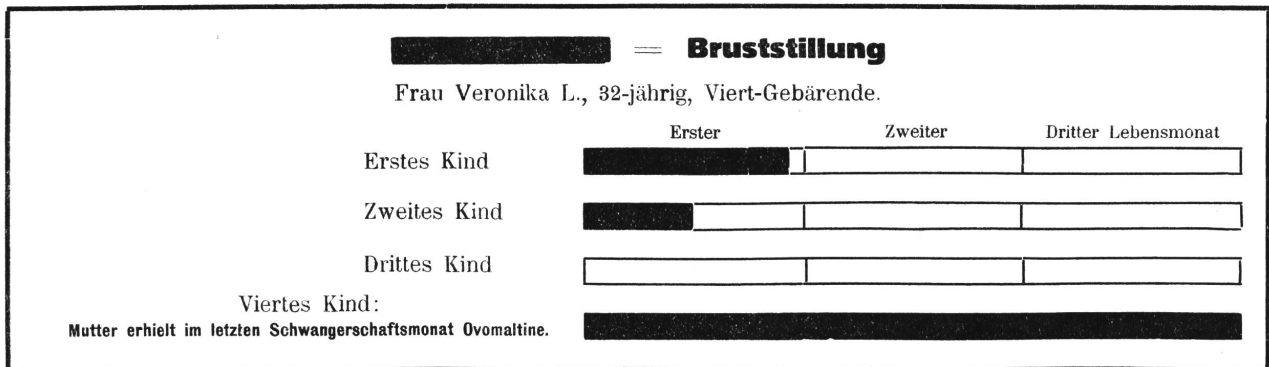 = Bruststillung
Frau Veronika L., 32-jährig, Viert-Gebärende.
Erster Zweiter Dritter Lebensmonat
Erstes Kind
Zweites Kind
Drittes Kind
Viertes Kind:
Mutter erhielt im letzten Schwangerschaftsmonat Ovomaltine.